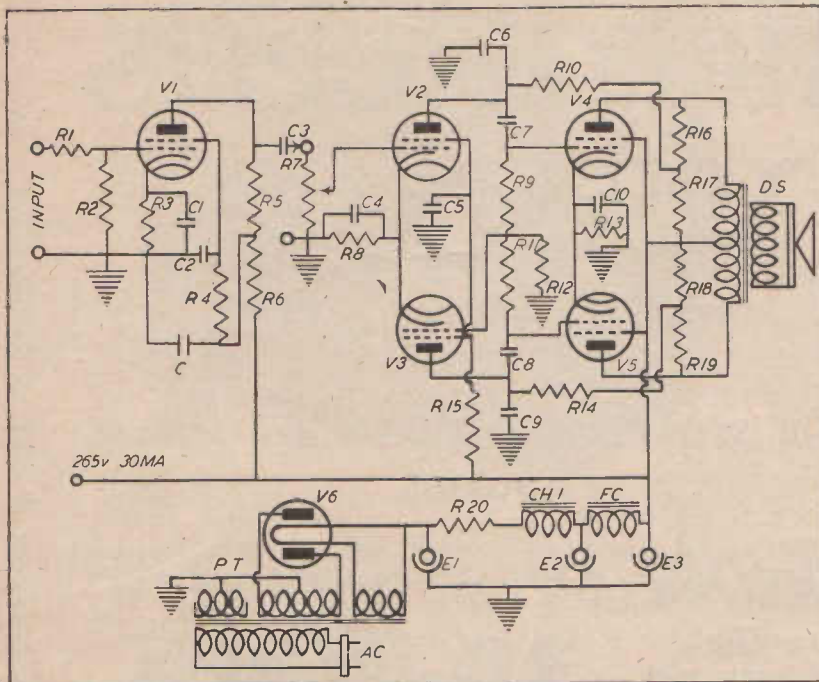 C6
V1
V2
R10
V4
R1
C3
R7
C7
R16
INPUT
R2
R3
C1
R5
C4
C5
R9
C10
R13
R17
DS
C2
R8
R11
R12
R4
R6
R18
C
V3
C8
V5
R19
R15
C9
R14
265v 30MA
V6
R20
CH1
FC
PT
E1
E2
E3
AC